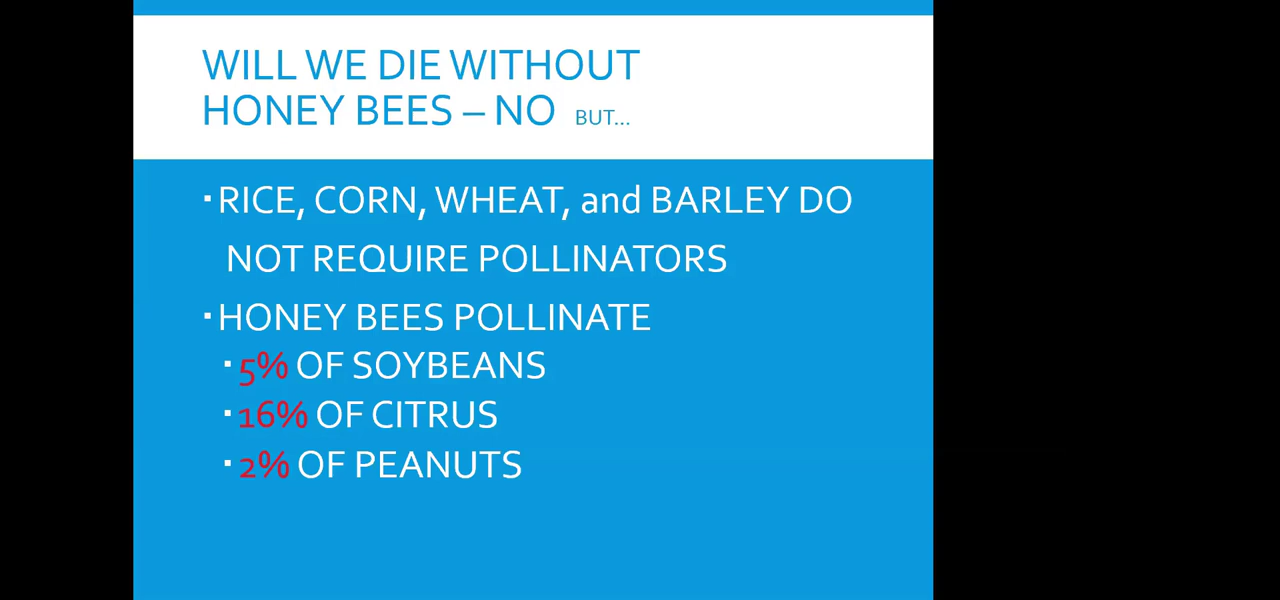 WILL WE DIE WITHOUT
HONEY BEES – NO BUT...
▪RICE, CORN, WHEAT, and BARLEY DO
NOT REQUIRE POLLINATORS
▪HONEY BEES POLLINATE
▪5% OF SOYBEANS
▪16% OF CITRUS
▪2% OF PEANUTS